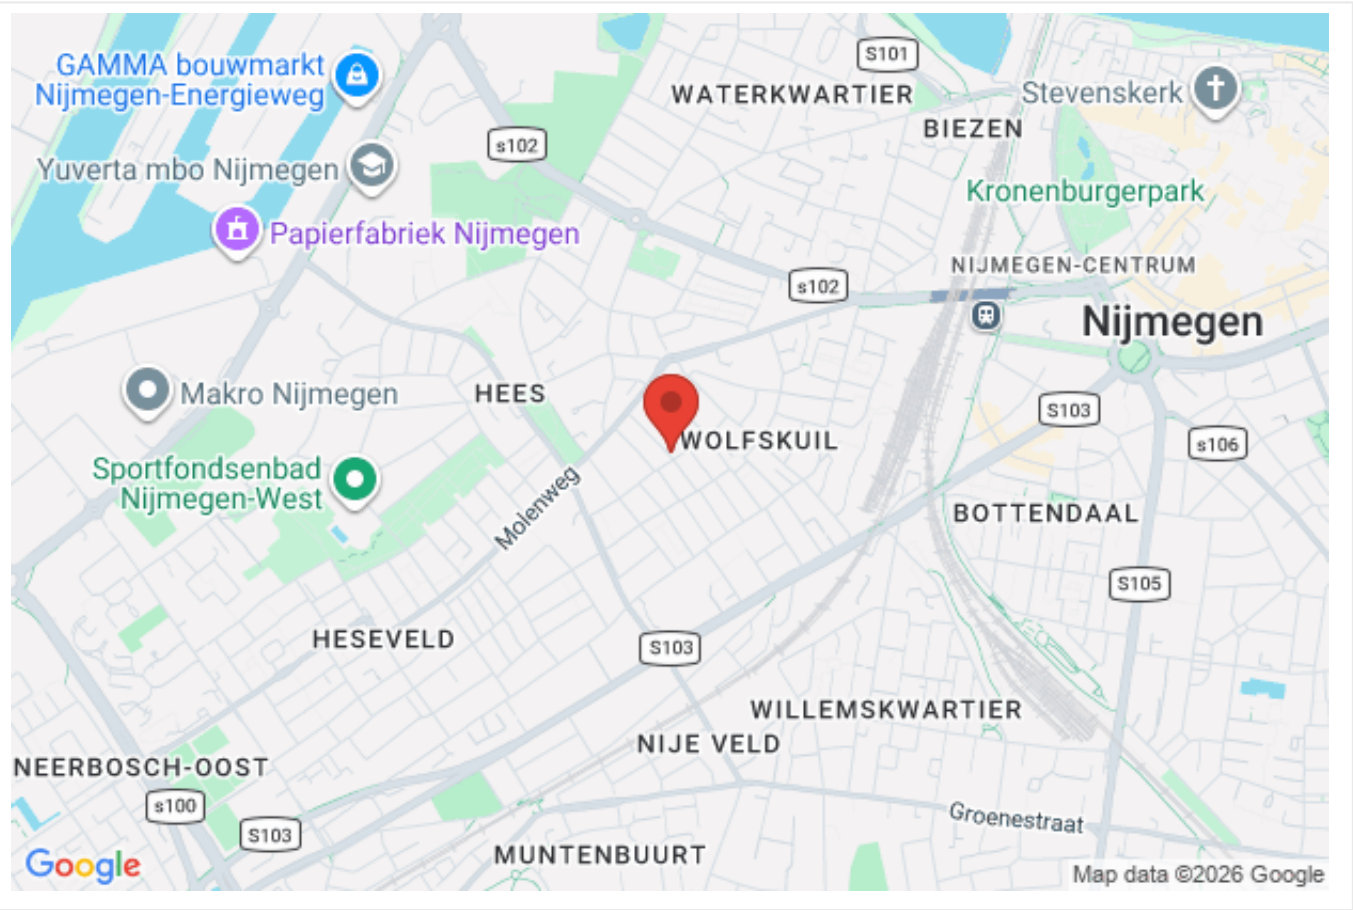 GAMMA bouwmarkt
Nijmegen-Energieweg
S101
WATERKWARTIER
Stevenskerk
BIEZEN
s102
Yuverta mbo Nijmegen
Kronenburgerpark
Papierfabriek Nijmegen
NIJMEGEN-CENTRUM
s102
Nijmegen
Makro Nijmegen
HEES
S103
WOLFSKUIL
s106
Sportfondsenbad
Nijmegen-West
Molenweg
BOTTENDAAL
S105
HESEVELD
S103
WILLEMSKWARTIER
NIJE VELD
NEERBOSCH-OOST
s100
S103
Groenestraat
MUNTENBUURT
Google
Map data ©2026 Google